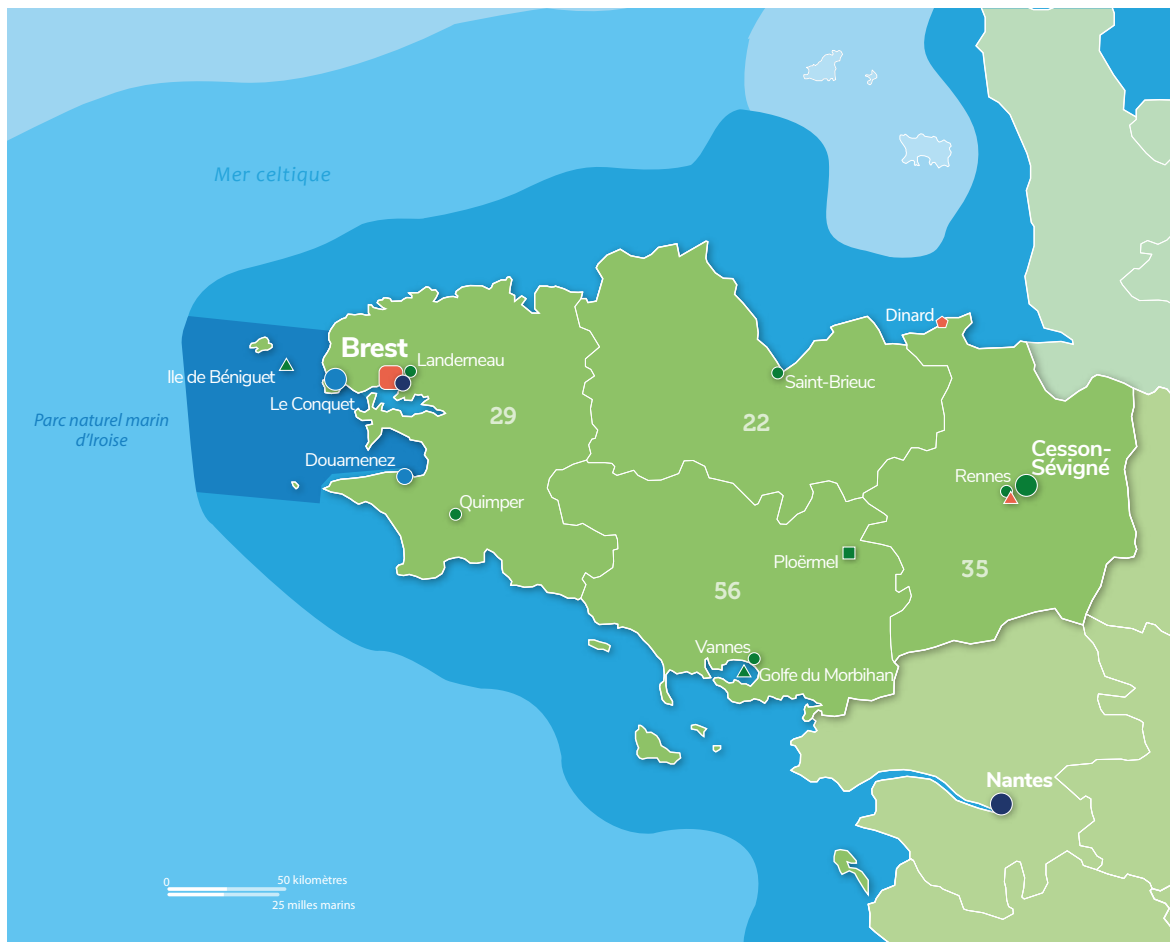 Mer celtique
Dinard
Brest
Landerneau
Ile de Béniguet
Saint-Brieuc
Le Conquet
Parc naturel marin
d’Iroise
29
22
Cesson-
Sévigné
Douarnenez
Rennes
Quimper
Ploërmel
35
56
Vannes
Golfe du Morbihan
Nantes
0
50 kilomètres
25 milles marins